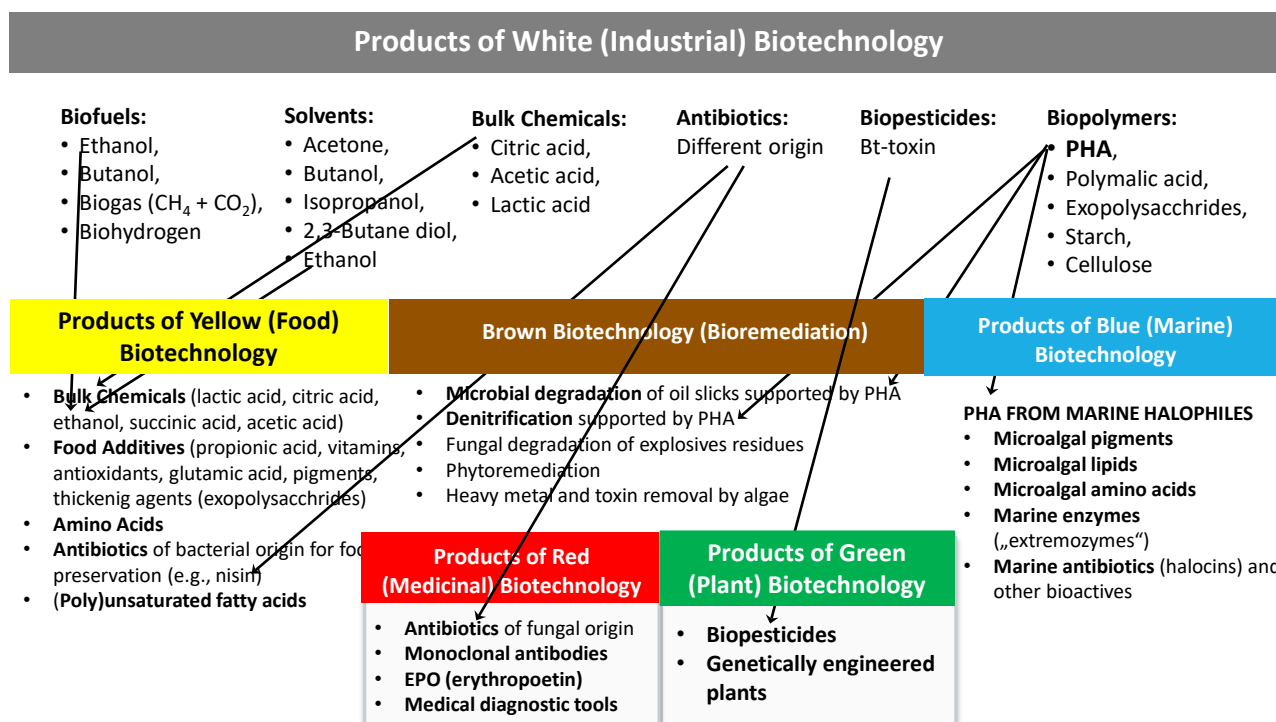 Products of White (Industrial) Biotechnology
Biofuels:
• Ethanol,
• Butanol,
• Biogas (CH₄ + CO₂),
• Biohydrogen
Solvents:
• Acetone,
• Butanol,
• Isopropanol,
• 2,3-Butane diol,
• Ethanol
Bulk Chemicals:
• Citric acid,
• Acetic acid,
• Lactic acid
Antibiotics:
Different origin
Biopesticides:
Bt-toxin
Biopolymers:
• PHA,
• Polymalic acid,
• Exopolysacchrides,
• Starch,
• Cellulose
Products of Yellow (Food)
Biotechnology
• Bulk Chemicals (lactic acid, citric acid,
ethanol, succinic acid, acetic acid)
• Food Additives (propionic acid, vitamins,
antioxidants, glutamic acid, pigments,
thickenig agents (exopolysacchrides)
• Amino Acids
• Antibiotics of bacterial origin for foo
preservation (e.g., nisin)
• (Poly)unsaturated fatty acids
Brown Biotechnology (Bioremediation)
• Microbial degradation of oil slicks supported by PHA
• Denitrification supported by PHA
• Fungal degradation of explosives residues
• Phytoremediation
• Heavy metal and toxin removal by algae
Products of Blue (Marine)
Biotechnology
PHA FROM MARINE HALOPHILES
• Microalgal pigments
• Microalgal lipids
• Microalgal amino acids
• Marine enzymes
(„extremozymes“)
• Marine antibiotics (halocins) and
other bioactives
Products of Red
(Medicinal) Biotechnology
• Antibiotics of fungal origin
• Monoclonal antibodies
• EPO (erythropoetin)
• Medical diagnostic tools
Products of Green
(Plant) Biotechnology
• Biopesticides
• Genetically engineered
plants